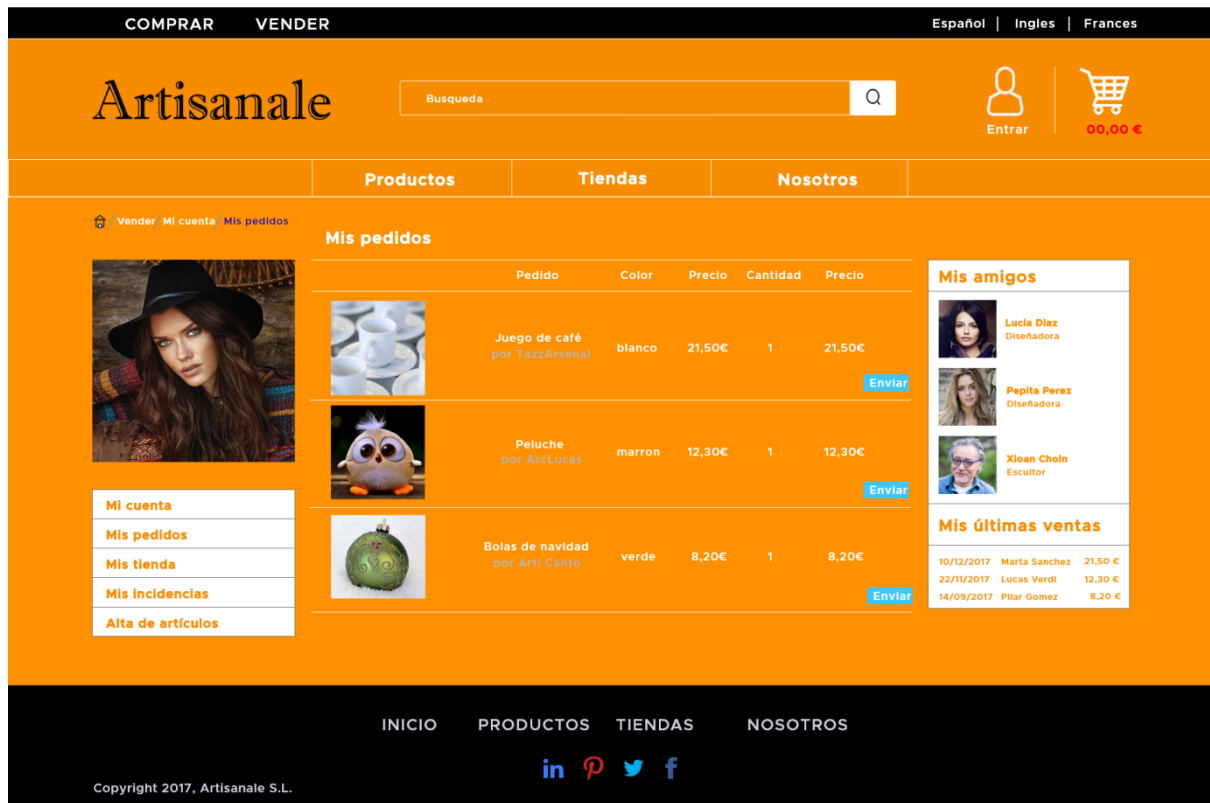 COMPRAR VENDER Español | Ingles | Frances
Artisanale
Busqueda
Entrar
00,00 €
Productos Tiendas Nosotros
/ Vender/ Mi cuenta/ Mis pedidos
Mis pedidos
Pedido Color Precio Cantidad Precio
Juego de café
por TazzArsenal
blanco 21,50€ 1 21,50€
Enviar
Peluche
por ArcLucas
marron 12,30€ 1 12,30€
Enviar
Bolas de navidad
por Arti Canto
verde 8,20€ 1 8,20€
Enviar
Mi cuenta
Mis pedidos
Mis tienda
Mis incidencias
Alta de artículos
Mis amigos
Lucia Diaz
Diseñadora
Pepita Perez
Diseñadora
Xloan Choin
Escultor
Mis últimas ventas
10/12/2017 Marta Sanchez 21,50 €
22/11/2017 Lucas Verdi 12,30 €
14/09/2017 Pilar Gomez 8,20 €
INICIO PRODUCTOS TIENDAS NOSOTROS
Copyright 2017, Artisanale S.L.